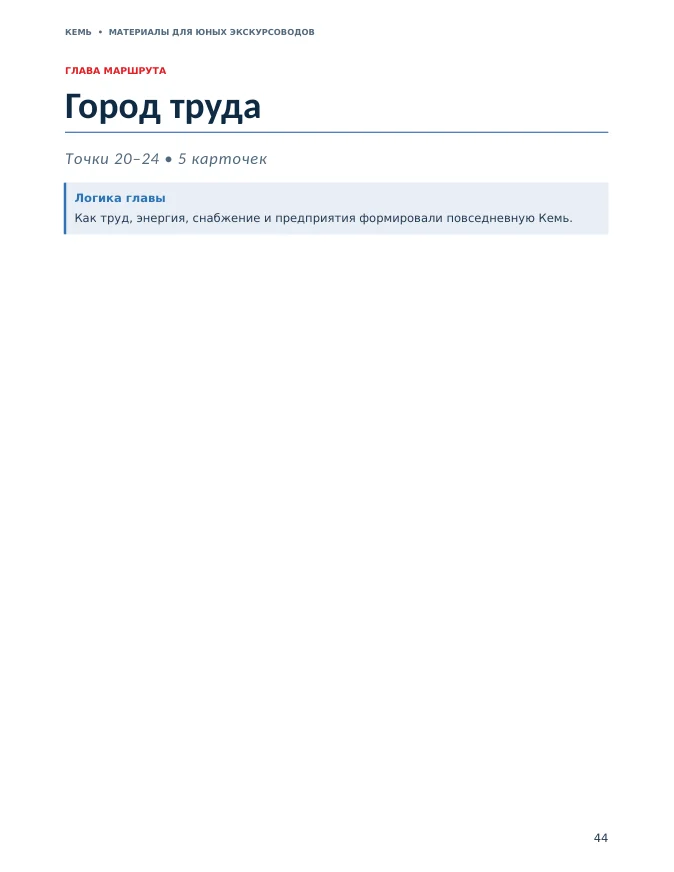 КЕМЬ • МАТЕРИАЛЫ ДЛЯ ЮНЫХ ЭКСКУРСОВОДОВ
ГЛАВА МАРШРУТА
Город труда
Точки 20–24 • 5 карточек
Логика главы
Как труд, энергия, снабжение и предприятия формировали повседневную Кемь.
44